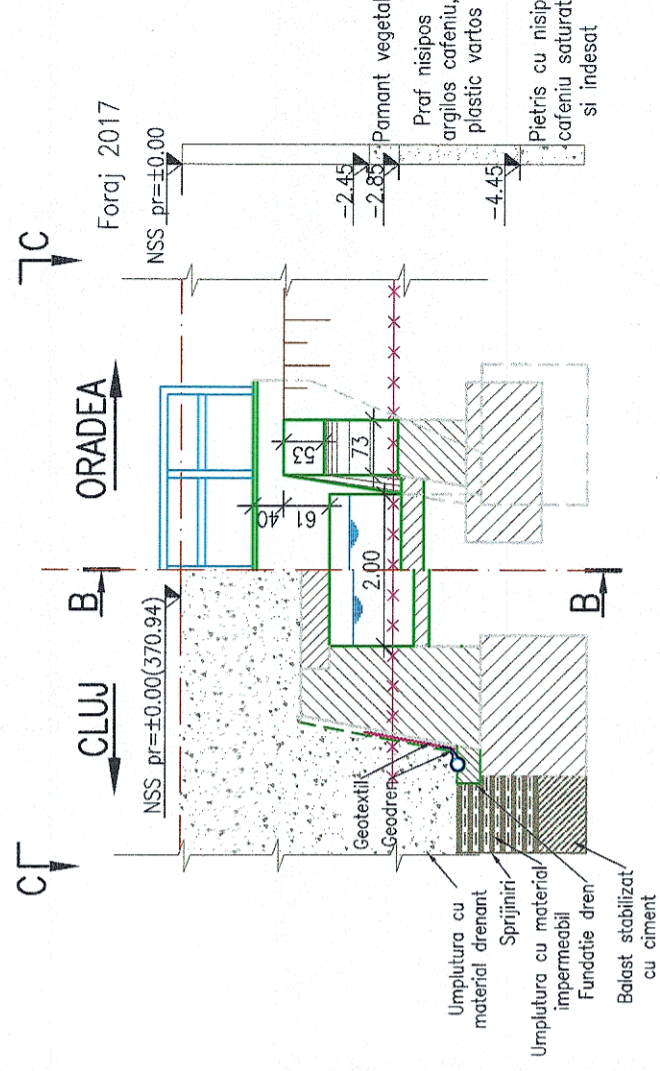 C
C
CLUJ
B
ORADEA
Foraj 2017
NSS pr=±0.00(370.94)
NSS pr=±0.00
-2.45
-2.85
-4.45
Pamant vegetal
Praf nisipos
argilos cafeniu,
plastic vartos
Pietris cu nisip
cafeniu saturat
si indesat
40
61
53
73
2.00
Geotextil
Geodren
B
Umplutura cu
material drenant
Sprijiniri
Umplutura cu material
impermeabil
Fundatie dren
Balast stabilizat
cu ciment